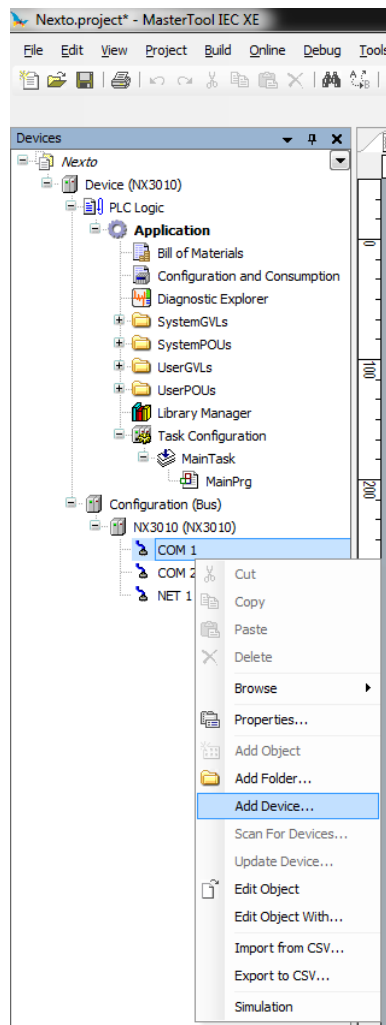 Nexto.project* - MasterTool IEC XE
File Edit View Project Build Online Debug Tools
Devices
Nexto
Device (NX3010)
PLC Logic
Application
Bill of Materials
Configuration and Consumption
Diagnostic Explorer
SystemGVLs
SystemPOUs
UserGVLs
UserPOUs
Library Manager
Task Configuration
MainTask
MainPrg
Configuration (Bus)
NX3010 (NX3010)
COM 1
COM 2
NET 1
Cut
Copy
Paste
Delete
Browse
Properties...
Add Object
Add Folder...
Add Device...
Scan For Devices...
Update Device...
Edit Object
Edit Object With...
Import from CSV...
Export to CSV...
Simulation
0
100
200